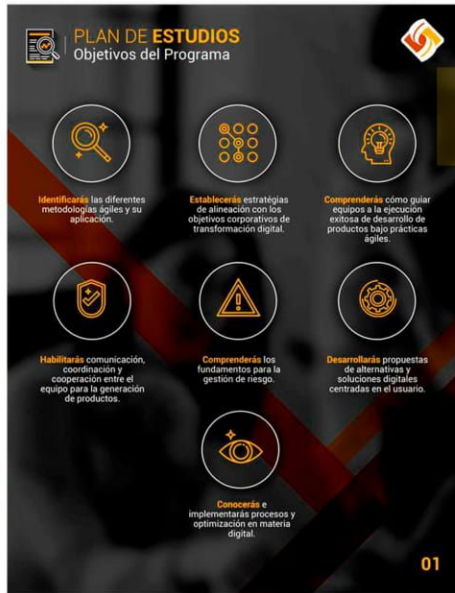 PLAN DE ESTUDIOS
Objetivos del Programa
Identificarás las diferentes
metodologías ágiles y su
aplicación.
Establecerás estratégias
de alineación con los
objetivos corporativos de
transformación digital.
Comprenderás cómo guiar
equipos a la ejecución
exitosa de desarrollo de
productos bajo prácticas
ágiles.
Habilitarás comunicación,
coordinación y
cooperación entre el
equipo para la generación
de productos.
Comprenderás los
fundamentos para la
gestión de riesgo.
Desarrollarás propuestas
de alternativas y
soluciones digitales
centradas en el usuario.
Conocerás e
implementarás procesos y
optimización en materia
digital.
01